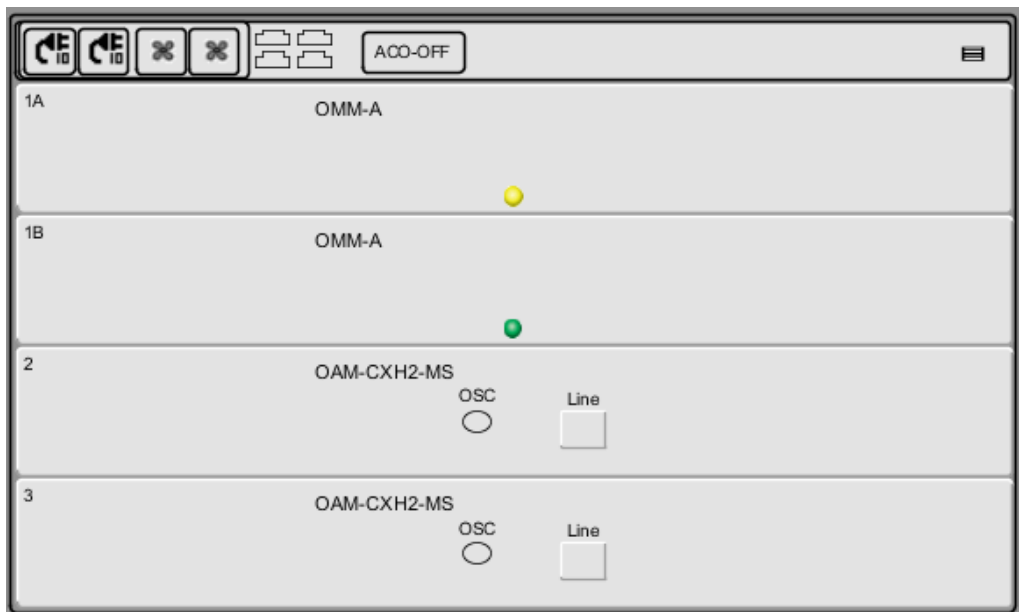 ACO-OFF
1A
OMM-A
1B
OMM-A
2
OAM-CXH2-MS
OSC
Line
3
OAM-CXH2-MS
OSC
Line